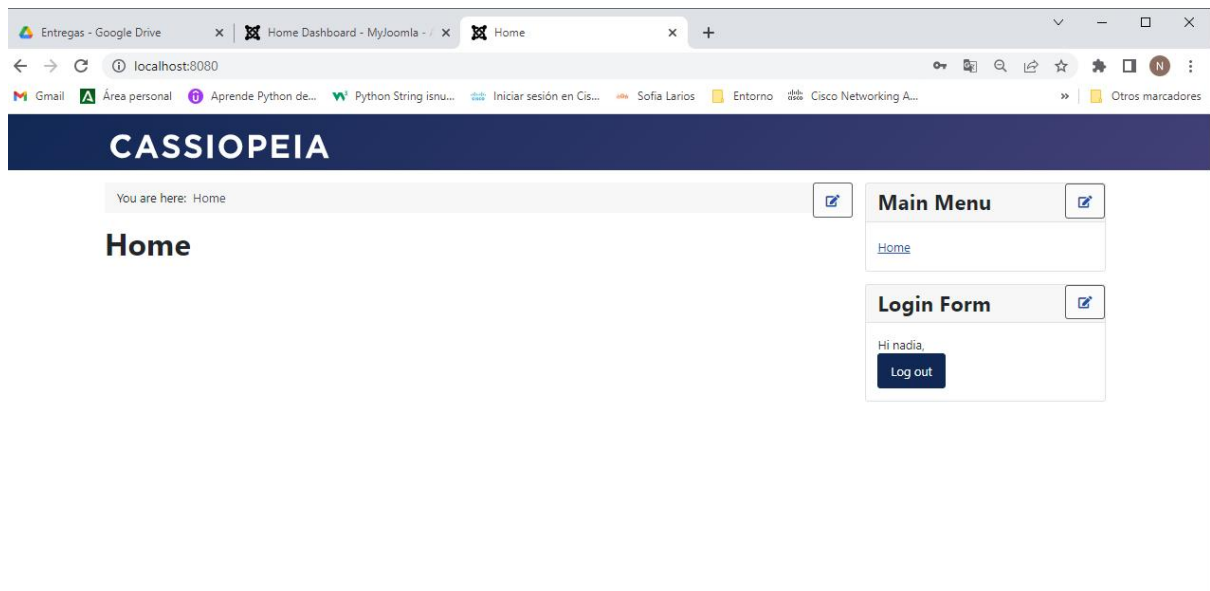 Entregas - Google Drive
Home Dashboard - MyJoomla - A
Home
localhost:8080
Gmail
Área personal
Aprende Python de...
Python String isnu...
Iniciar sesión en Cis...
Sofia Larios
Entorno
Cisco Networking A...
»
Otros marcadores
N
CASSIOPEIA
You are here: Home
Home
Main Menu
Home
Login Form
Hi nadia,
Log out